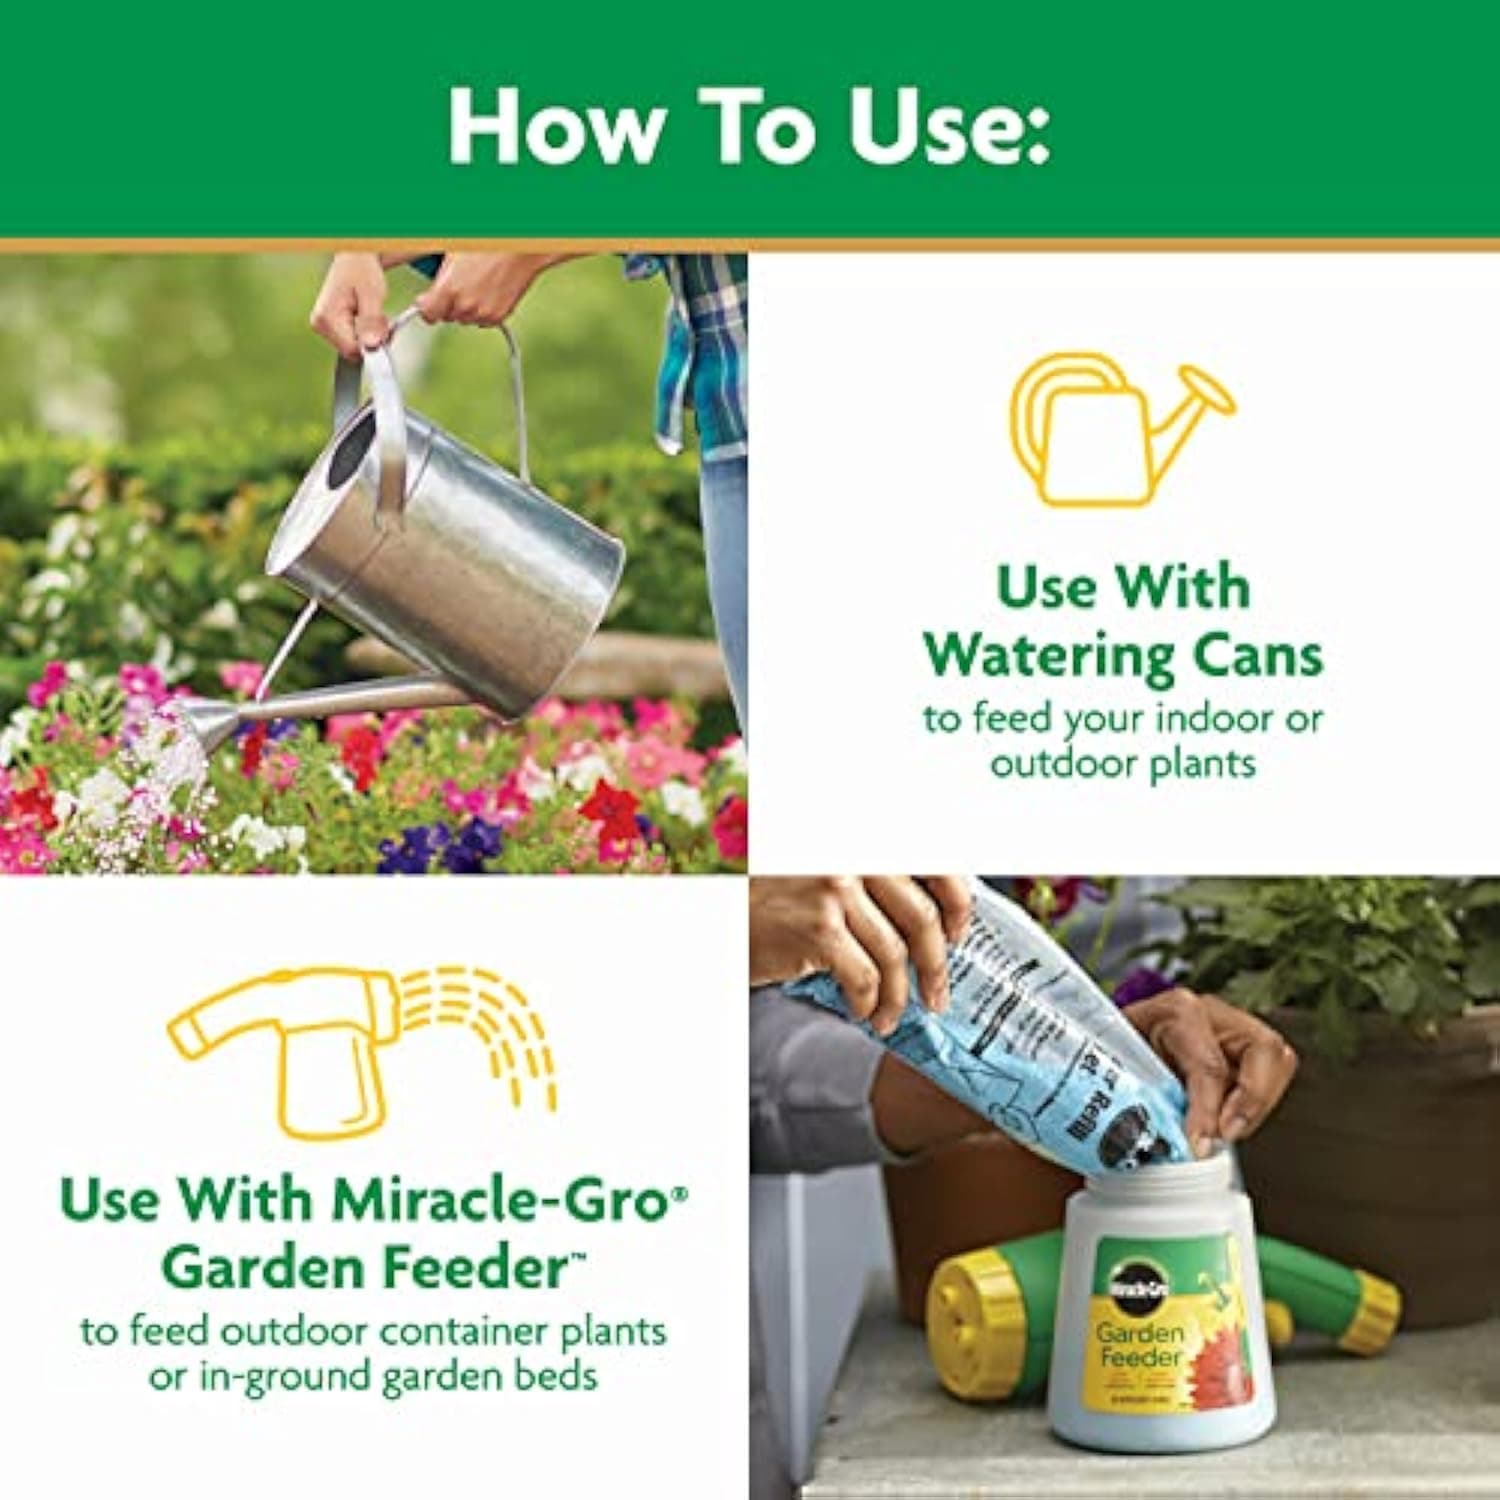 How To Use:
Use With
Watering Cans
to feed your indoor or
outdoor plants
Use With Miracle-Gro®
Garden Feeder™
to feed outdoor container plants
or in-ground garden beds
or Refill
Miracle-Gro
Garden
Feeder